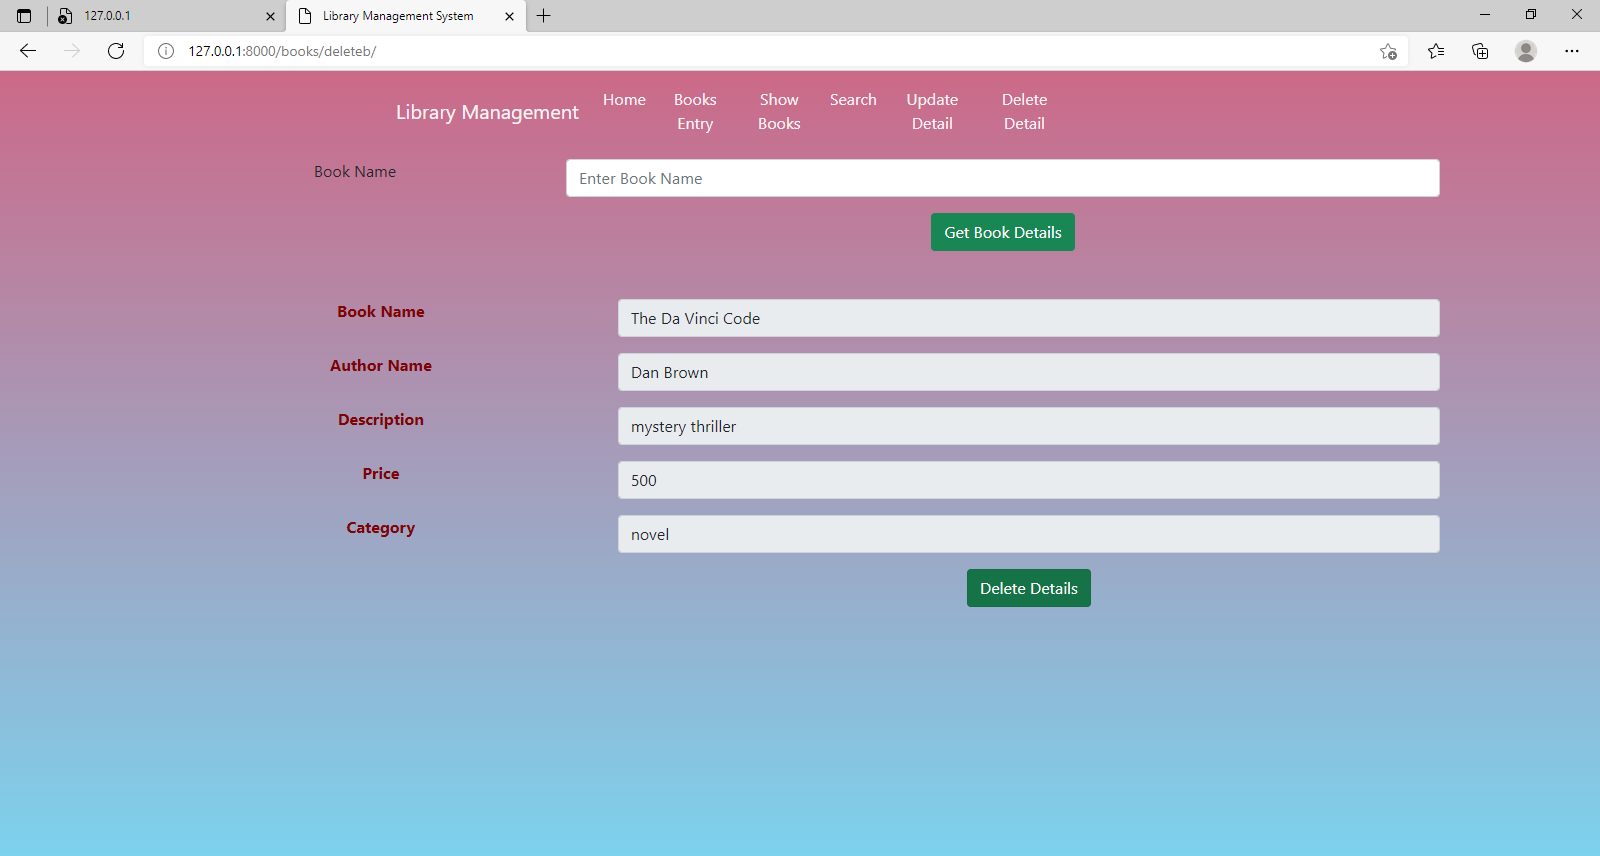 127.0.0.1
Library Management System
127.0.0.1:8000/books/deleteb/
Library Management
Home
Books
Entry
Show
Books
Search
Update
Detail
Delete
Detail
Book Name
Enter Book Name
Get Book Details
Book Name
The Da Vinci Code
Author Name
Dan Brown
Description
mystery thriller
Price
500
Category
novel
Delete Details